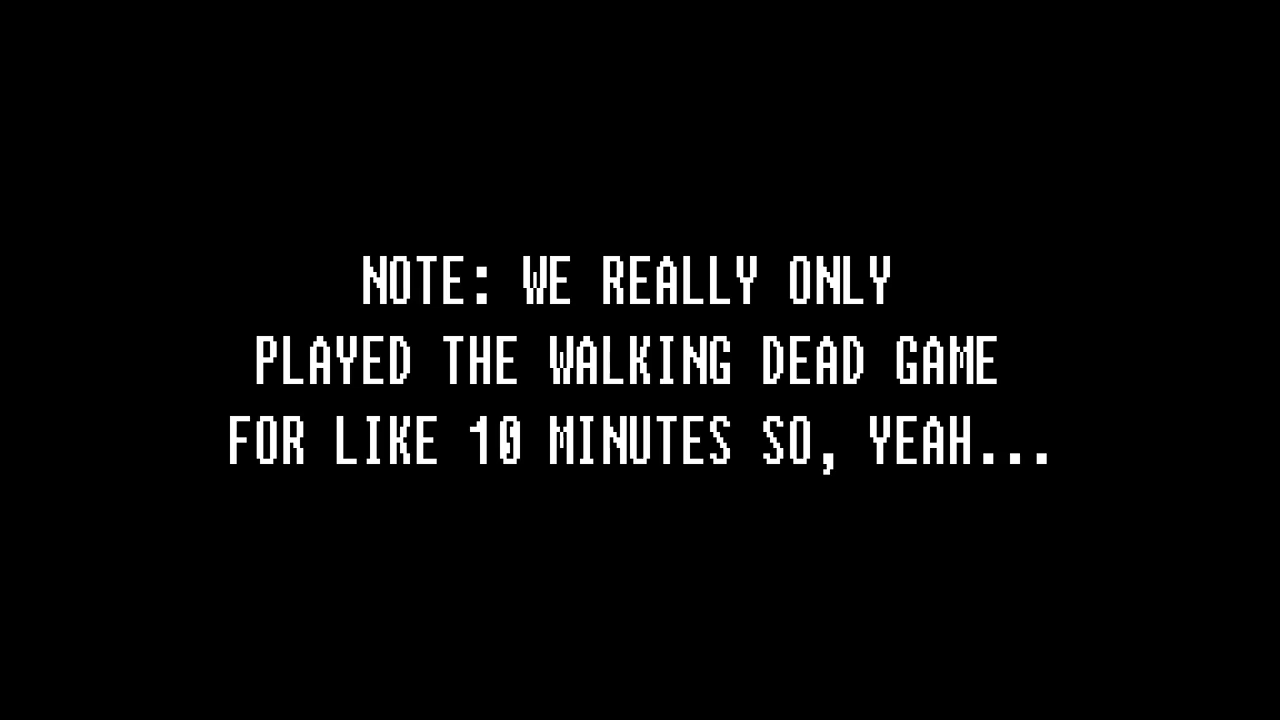 NOTE: WE REALLY ONLY
PLAYED THE WALKING DEAD GAME
FOR LIKE 10 MINUTES SO, YEAH...